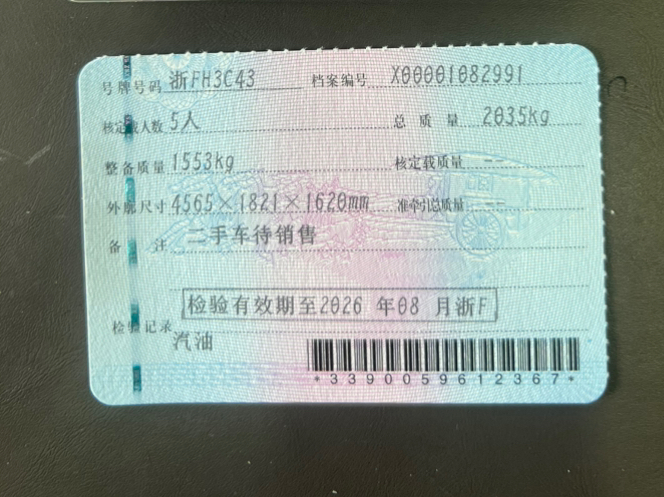 号牌号码 浙FH3C43 档案编号 X00001082991
核定载人数 5人 总质量 2035kg
整备质量 1553kg 核定载质量 --
外廓尺寸 4565×1821×1620mm 准牵引总质量 --
备注 二手车待销售
检验有效期至2026年08月浙F
检验记录
汽油
*3390059612367*